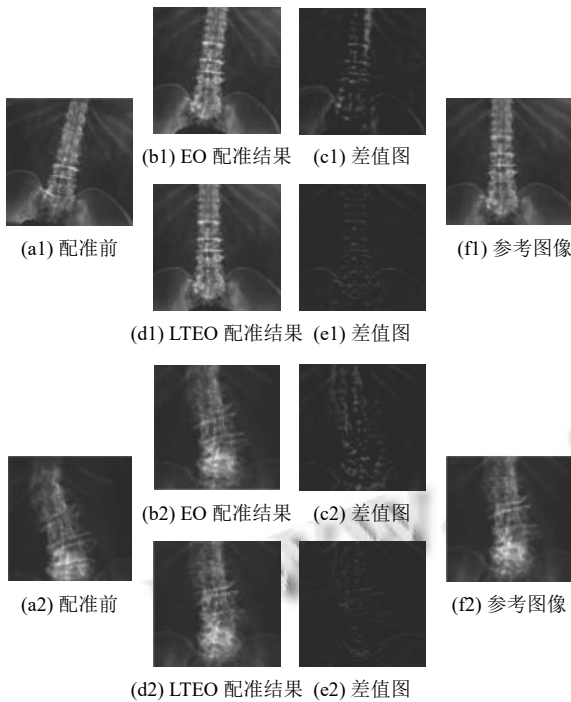 (b1) EO 配准结果 (c1) 差值图
(a1) 配准前
(f1) 参考图像
(d1) LTEO 配准结果 (e1) 差值图
(b2) EO 配准结果 (c2) 差值图
(a2) 配准前
(f2) 参考图像
(d2) LTEO 配准结果 (e2) 差值图